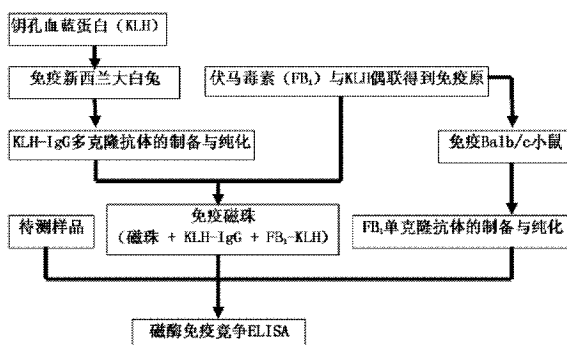 钥孔血蓝蛋白（KLH）
免疫新西兰大白兔
伏马毒素（FB₁）与KLH偶联得到免疫原
KLH-IgG多克隆抗体的制备与纯化
免疫Balb/c小鼠
待测样品
免疫磁珠
（磁珠 + KLH-IgG + FB₁-KLH）
FB₁单克隆抗体的制备与纯化
磁酶免疫竞争ELISA